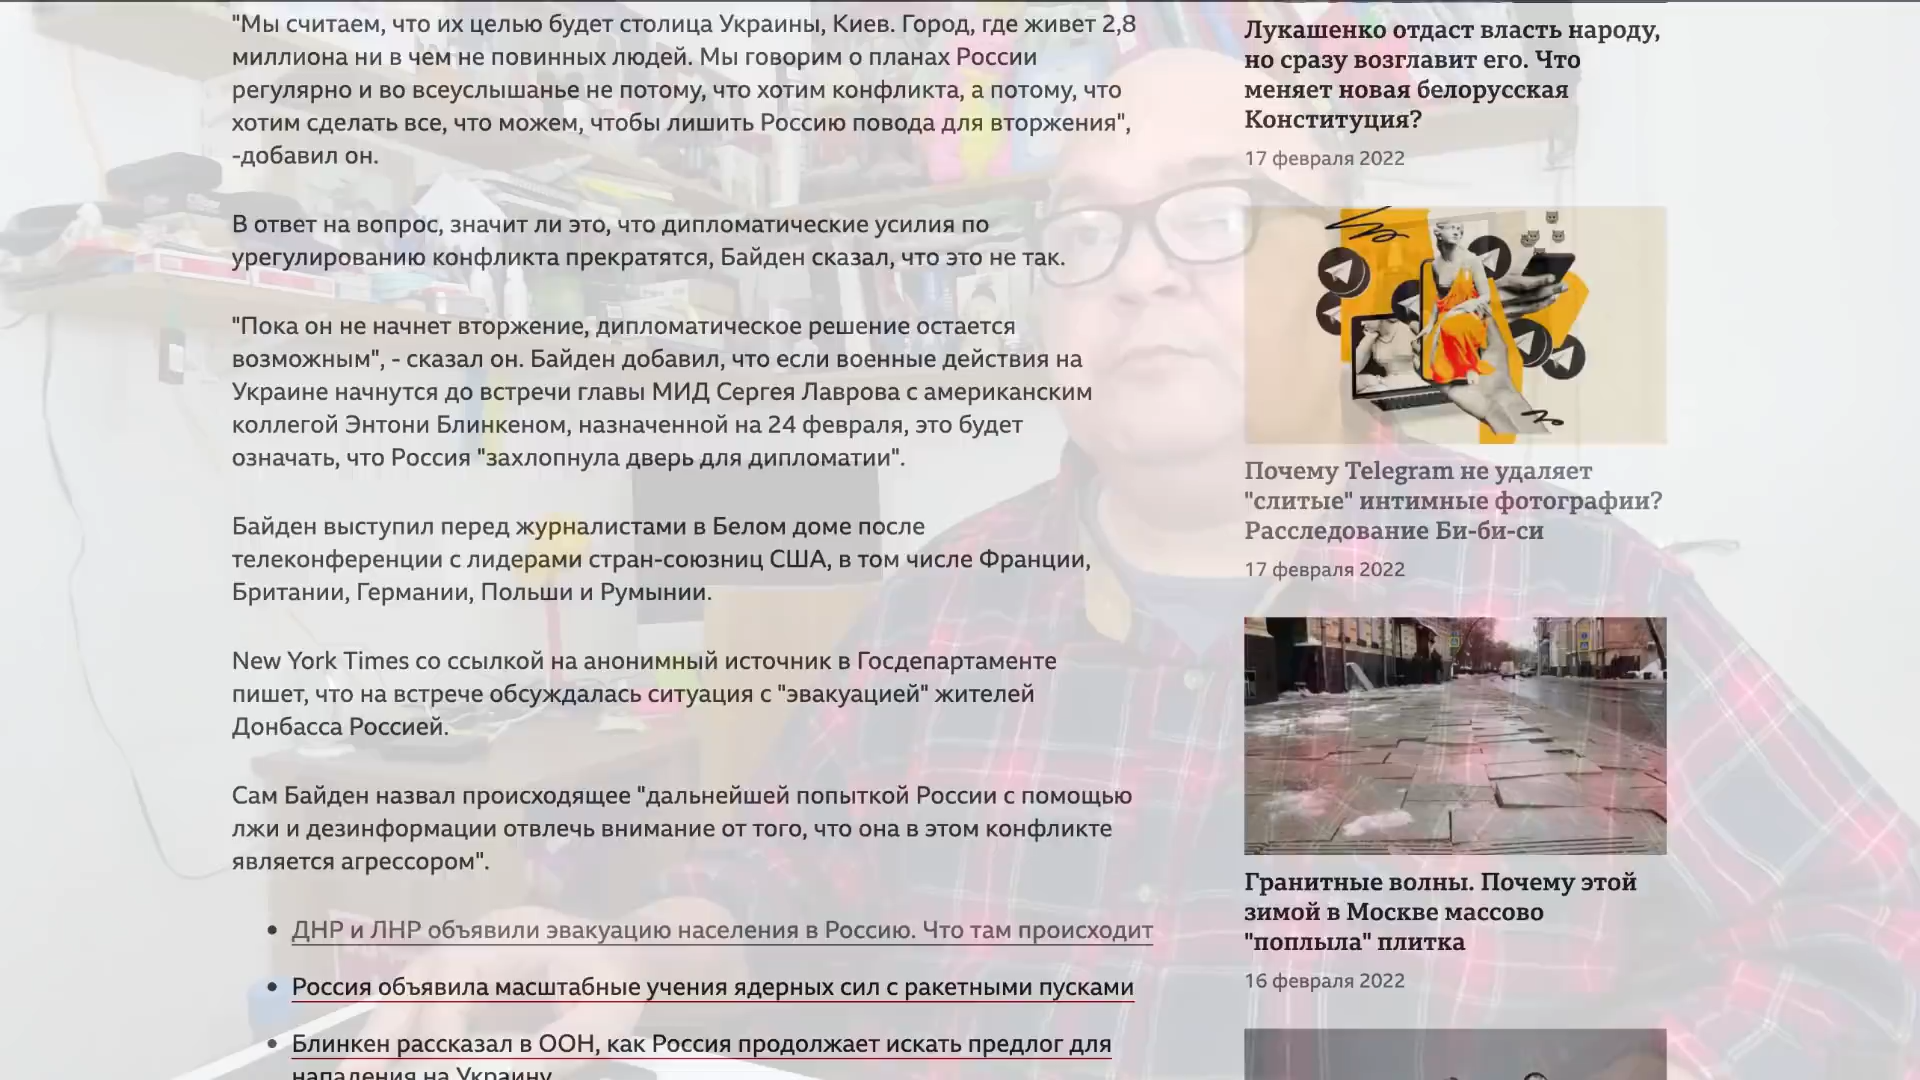 "Мы считаем, что их целью будет столица Украины, Киев. Город, где живет 2,8
миллиона ни в чем не повинных людей. Мы говорим о планах России
регулярно и во всеуслышанье не потому, что хотим конфликта, а потому, что
хотим сделать все, что можем, чтобы лишить Россию повода для вторжения",
-добавил он.
В ответ на вопрос, значит ли это, что дипломатические усилия по
урегулированию конфликта прекратятся, Байден сказал, что это не так.
"Пока он не начнет вторжение, дипломатическое решение остается
возможным", - сказал он. Байден добавил, что если военные действия на
Украине начнутся до встречи главы МИД Сергея Лаврова с американским
коллегой Энтони Блинкеном, назначенной на 24 февраля, это будет
означать, что Россия "захлопнула дверь для дипломатии".
Байден выступил перед журналистами в Белом доме после
телеконференции с лидерами стран-союзниц США, в том числе Франции,
Британии, Германии, Польши и Румынии.
New York Times со ссылкой на анонимный источник в Госдепартаменте
пишет, что на встрече обсуждалась ситуация с "эвакуацией" жителей
Донбасса Россией.
Сам Байден назвал происходящее "дальнейшей попыткой России с помощью
лжи и дезинформации отвлечь внимание от того, что она в этом конфликте
является агрессором".
• ДНР и ЛНР объявили эвакуацию населения в Россию. Что там происходит
• Россия объявила масштабные учения ядерных сил с ракетными пусками
• Блинкен рассказал в ООН, как Россия продолжает искать предлог для
нападения на Украину
Лукашенко отдаст власть народу,
но сразу возглавит его. Что
меняет новая белорусская
Конституция?
17 февраля 2022
Почему Telegram не удаляет
"слитые" интимные фотографии?
Расследование Би-би-си
17 февраля 2022
Гранитные волны. Почему этой
зимой в Москве массово
"поплыла" плитка
16 февраля 2022